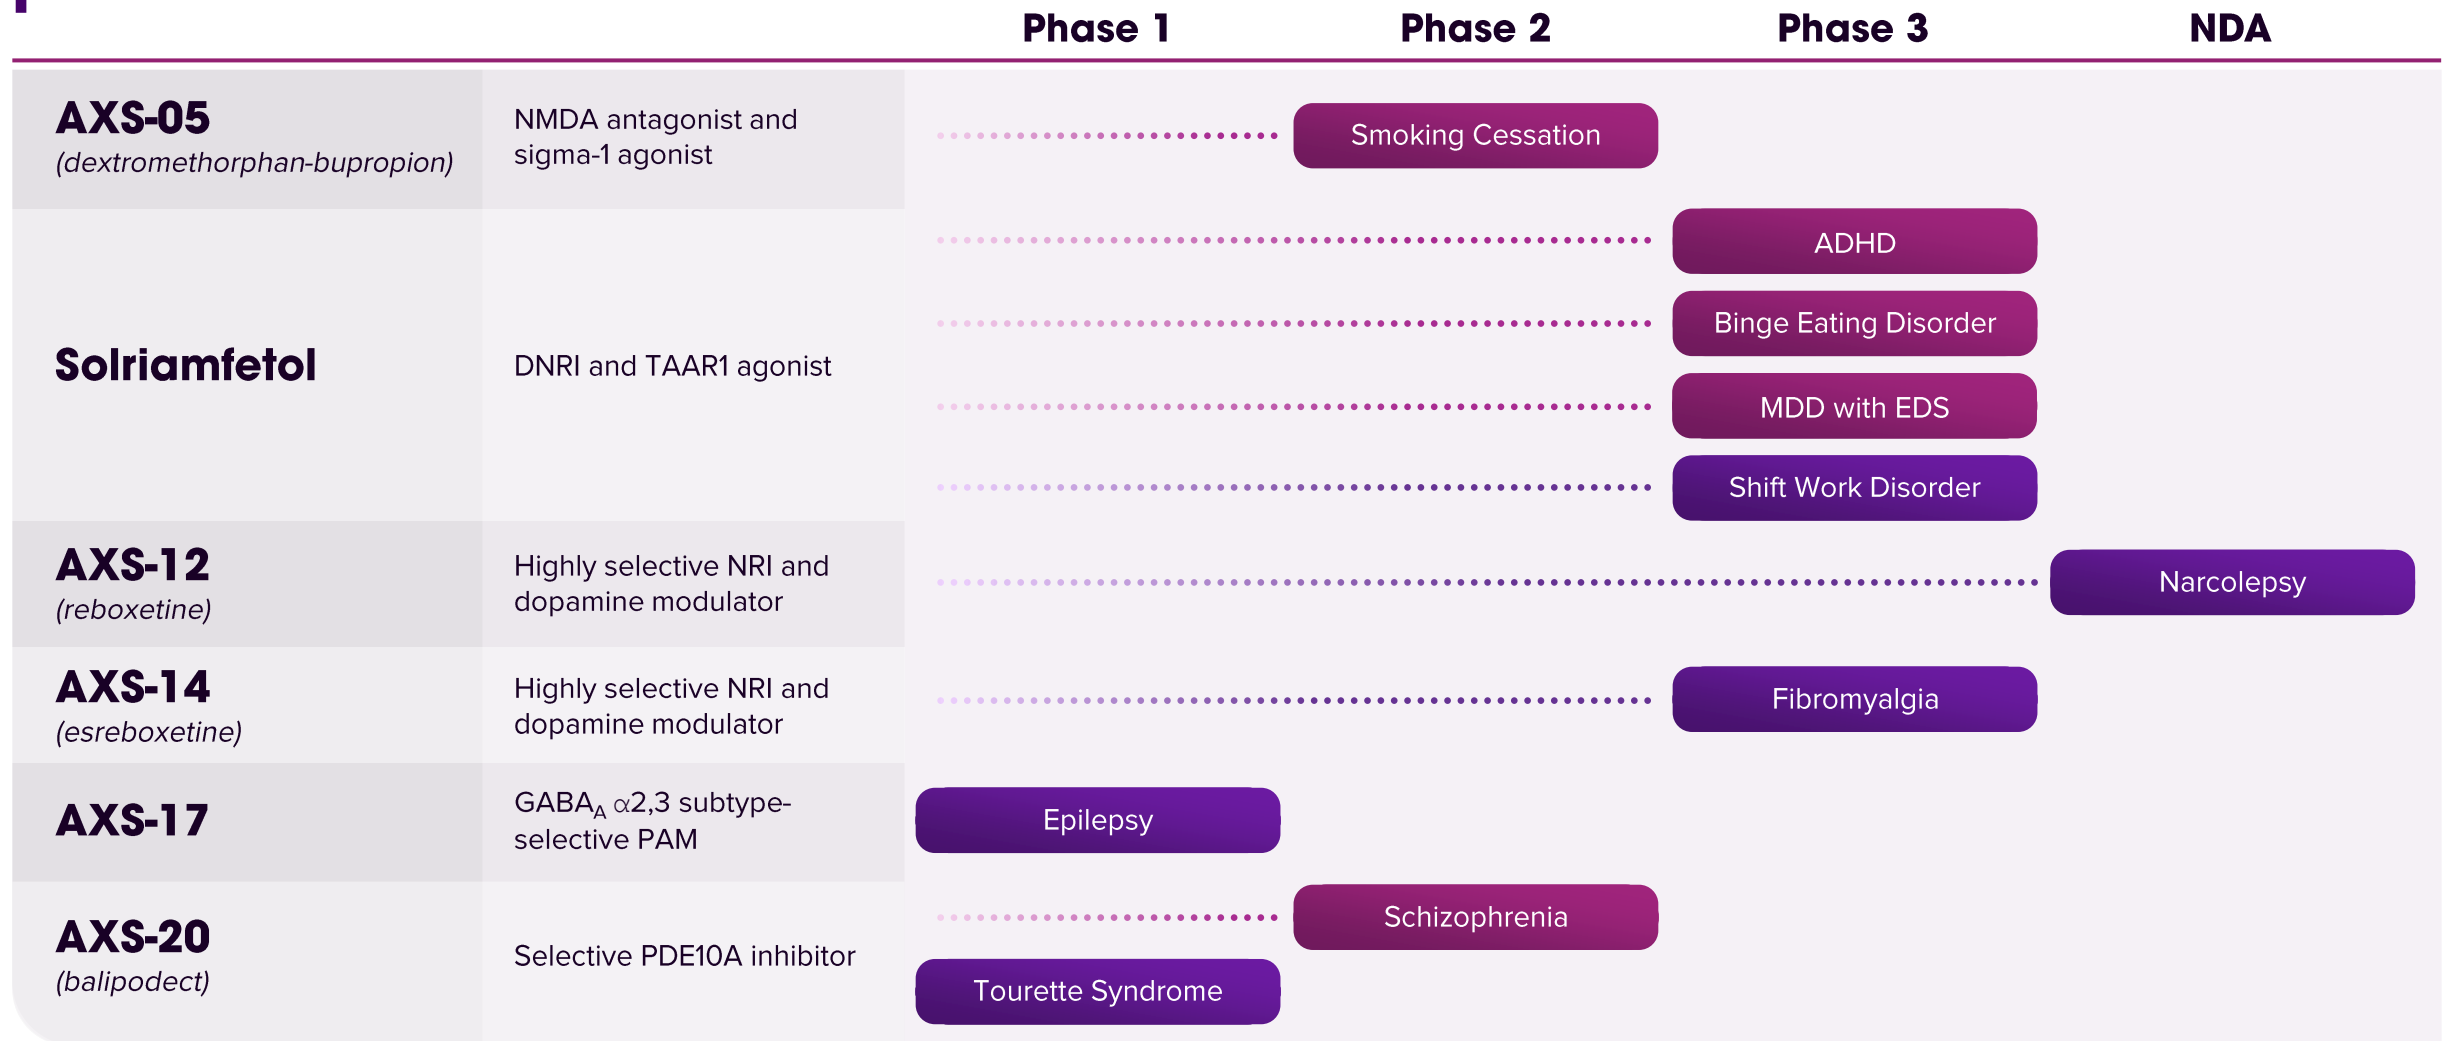 Phase 1 Phase 2 Phase 3 NDA
AXS-05
(dextromethorphan-bupropion)
NMDA antagonist and
sigma-1 agonist
Smoking Cessation
Solriamfetol
DNRI and TAAR1 agonist
ADHD
Binge Eating Disorder
MDD with EDS
Shift Work Disorder
AXS-12
(reboxetine)
Highly selective NRI and
dopamine modulator
Narcolepsy
AXS-14
(esreboxetine)
Highly selective NRI and
dopamine modulator
Fibromyalgia
AXS-17
GABAA α2,3 subtype-
selective PAM
Epilepsy
AXS-20
(balipodect)
Selective PDE10A inhibitor
Schizophrenia
Tourette Syndrome